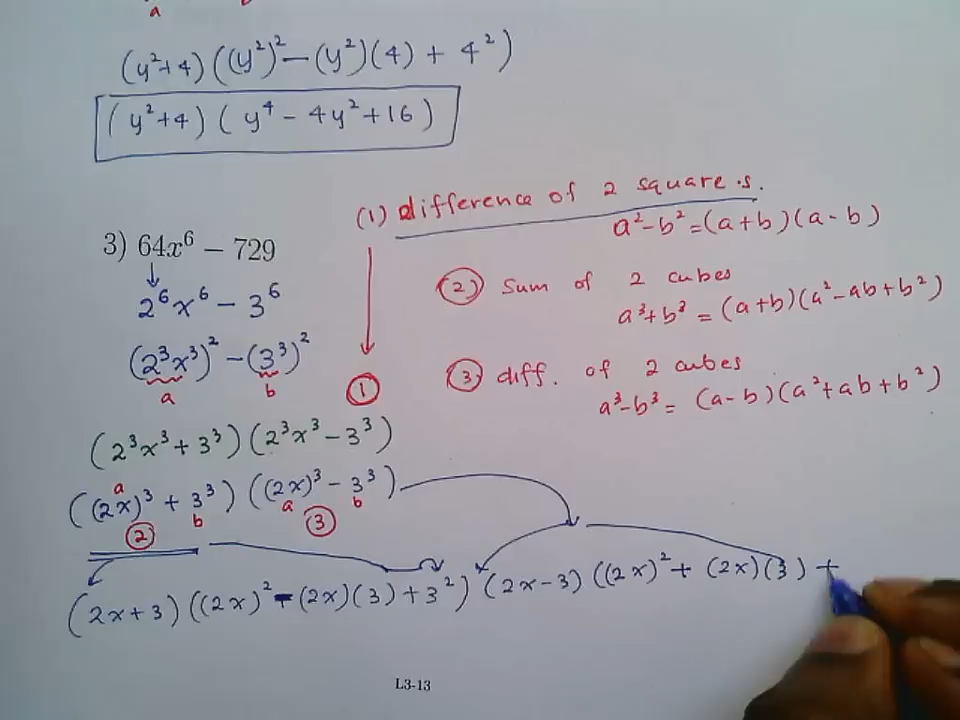 a
(y²+4)((y²)²-(y²)(4) + 4²)
(y²+4)(y⁴ - 4y²+16)
(1) difference of 2 squares.
a²-b²=(a+b)(a-b)
3) 64x⁶ - 729
2⁶x⁶ - 3⁶
(2) Sum of 2 cubes
a³+b³ = (a+b)(a²-ab+b²)
(2³x³)² - (3³)²
a b
1
(3) diff. of 2 cubes
a³-b³ = (a-b)(a²+ab+b²)
(2³x³ + 3³)(2³x³ - 3³)
((2x)³ + 3³)((2x)³ - 3³)
a b a b
2 3
(2x+3)((2x)² - (2x)(3) + 3²)(2x-3)((2x)² + (2x)(3) +
L3-13